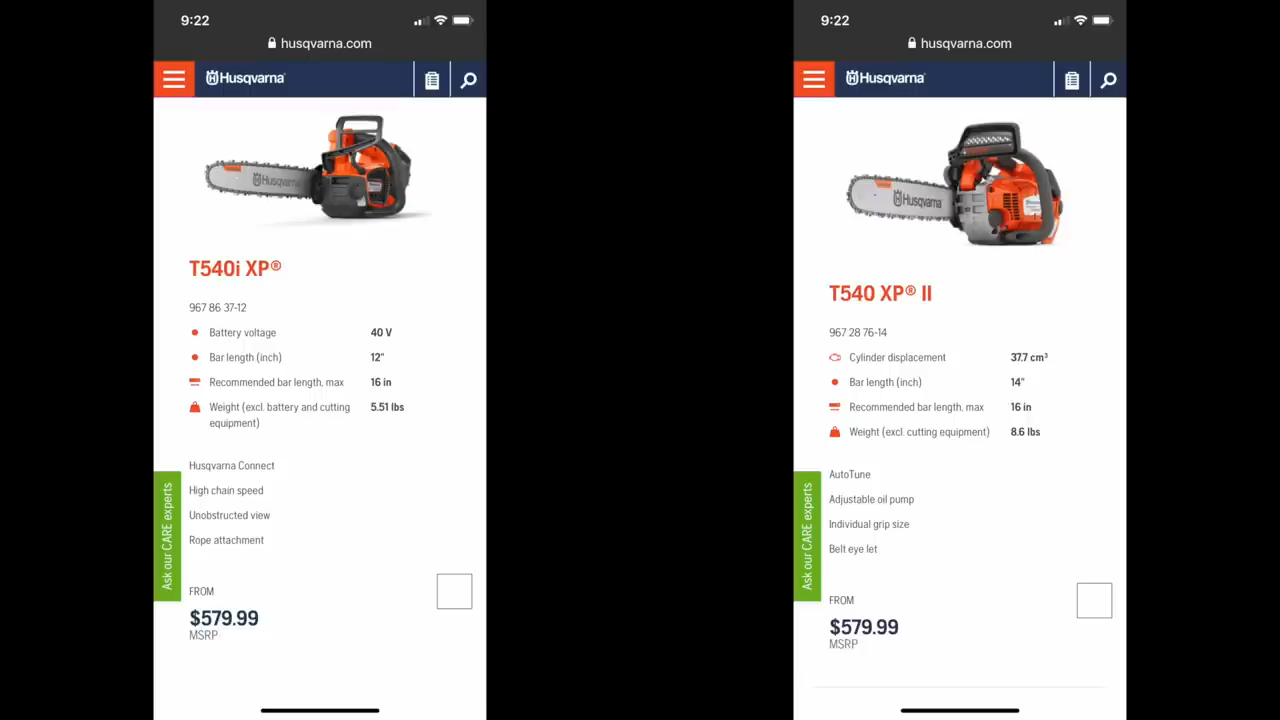 9:22
husqvarna.com
Husqvarna
Husqvarna
T540i XP®
967 86 37-12
Battery voltage 40 V
Bar length (inch) 12"
Recommended bar length, max 16 in
Weight (excl. battery and cutting 5.51 lbs
equipment)
Husqvarna Connect
High chain speed
Unobstructed view
Rope attachment
Ask our CARE experts
FROM
$579.99
MSRP
9:22
husqvarna.com
Husqvarna
Husqvarna
T540 XP® II
967 28 76-14
Cylinder displacement 37.7 cm³
Bar length (inch) 14"
Recommended bar length, max 16 in
Weight (excl. cutting equipment) 8.6 lbs
AutoTune
Adjustable oil pump
Individual grip size
Belt eye let
Ask our CARE experts
FROM
$579.99
MSRP